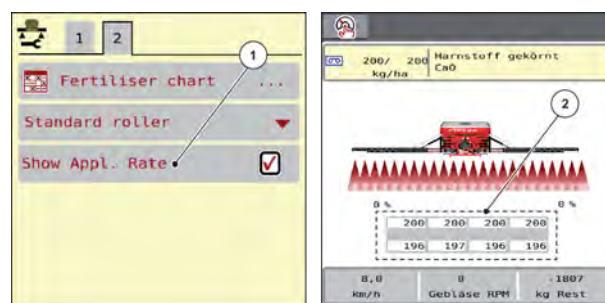 1 2
1
Fertiliser chart ...
Standard roller
Show Appl. Rate
200/ 200 Harnstoff gekörnt
kg/ha CaO
2
0 % 0 %
200 200 200 200
196 197 196 196
8,0 0 -1807
km/h Gebläse RPM kg Rest